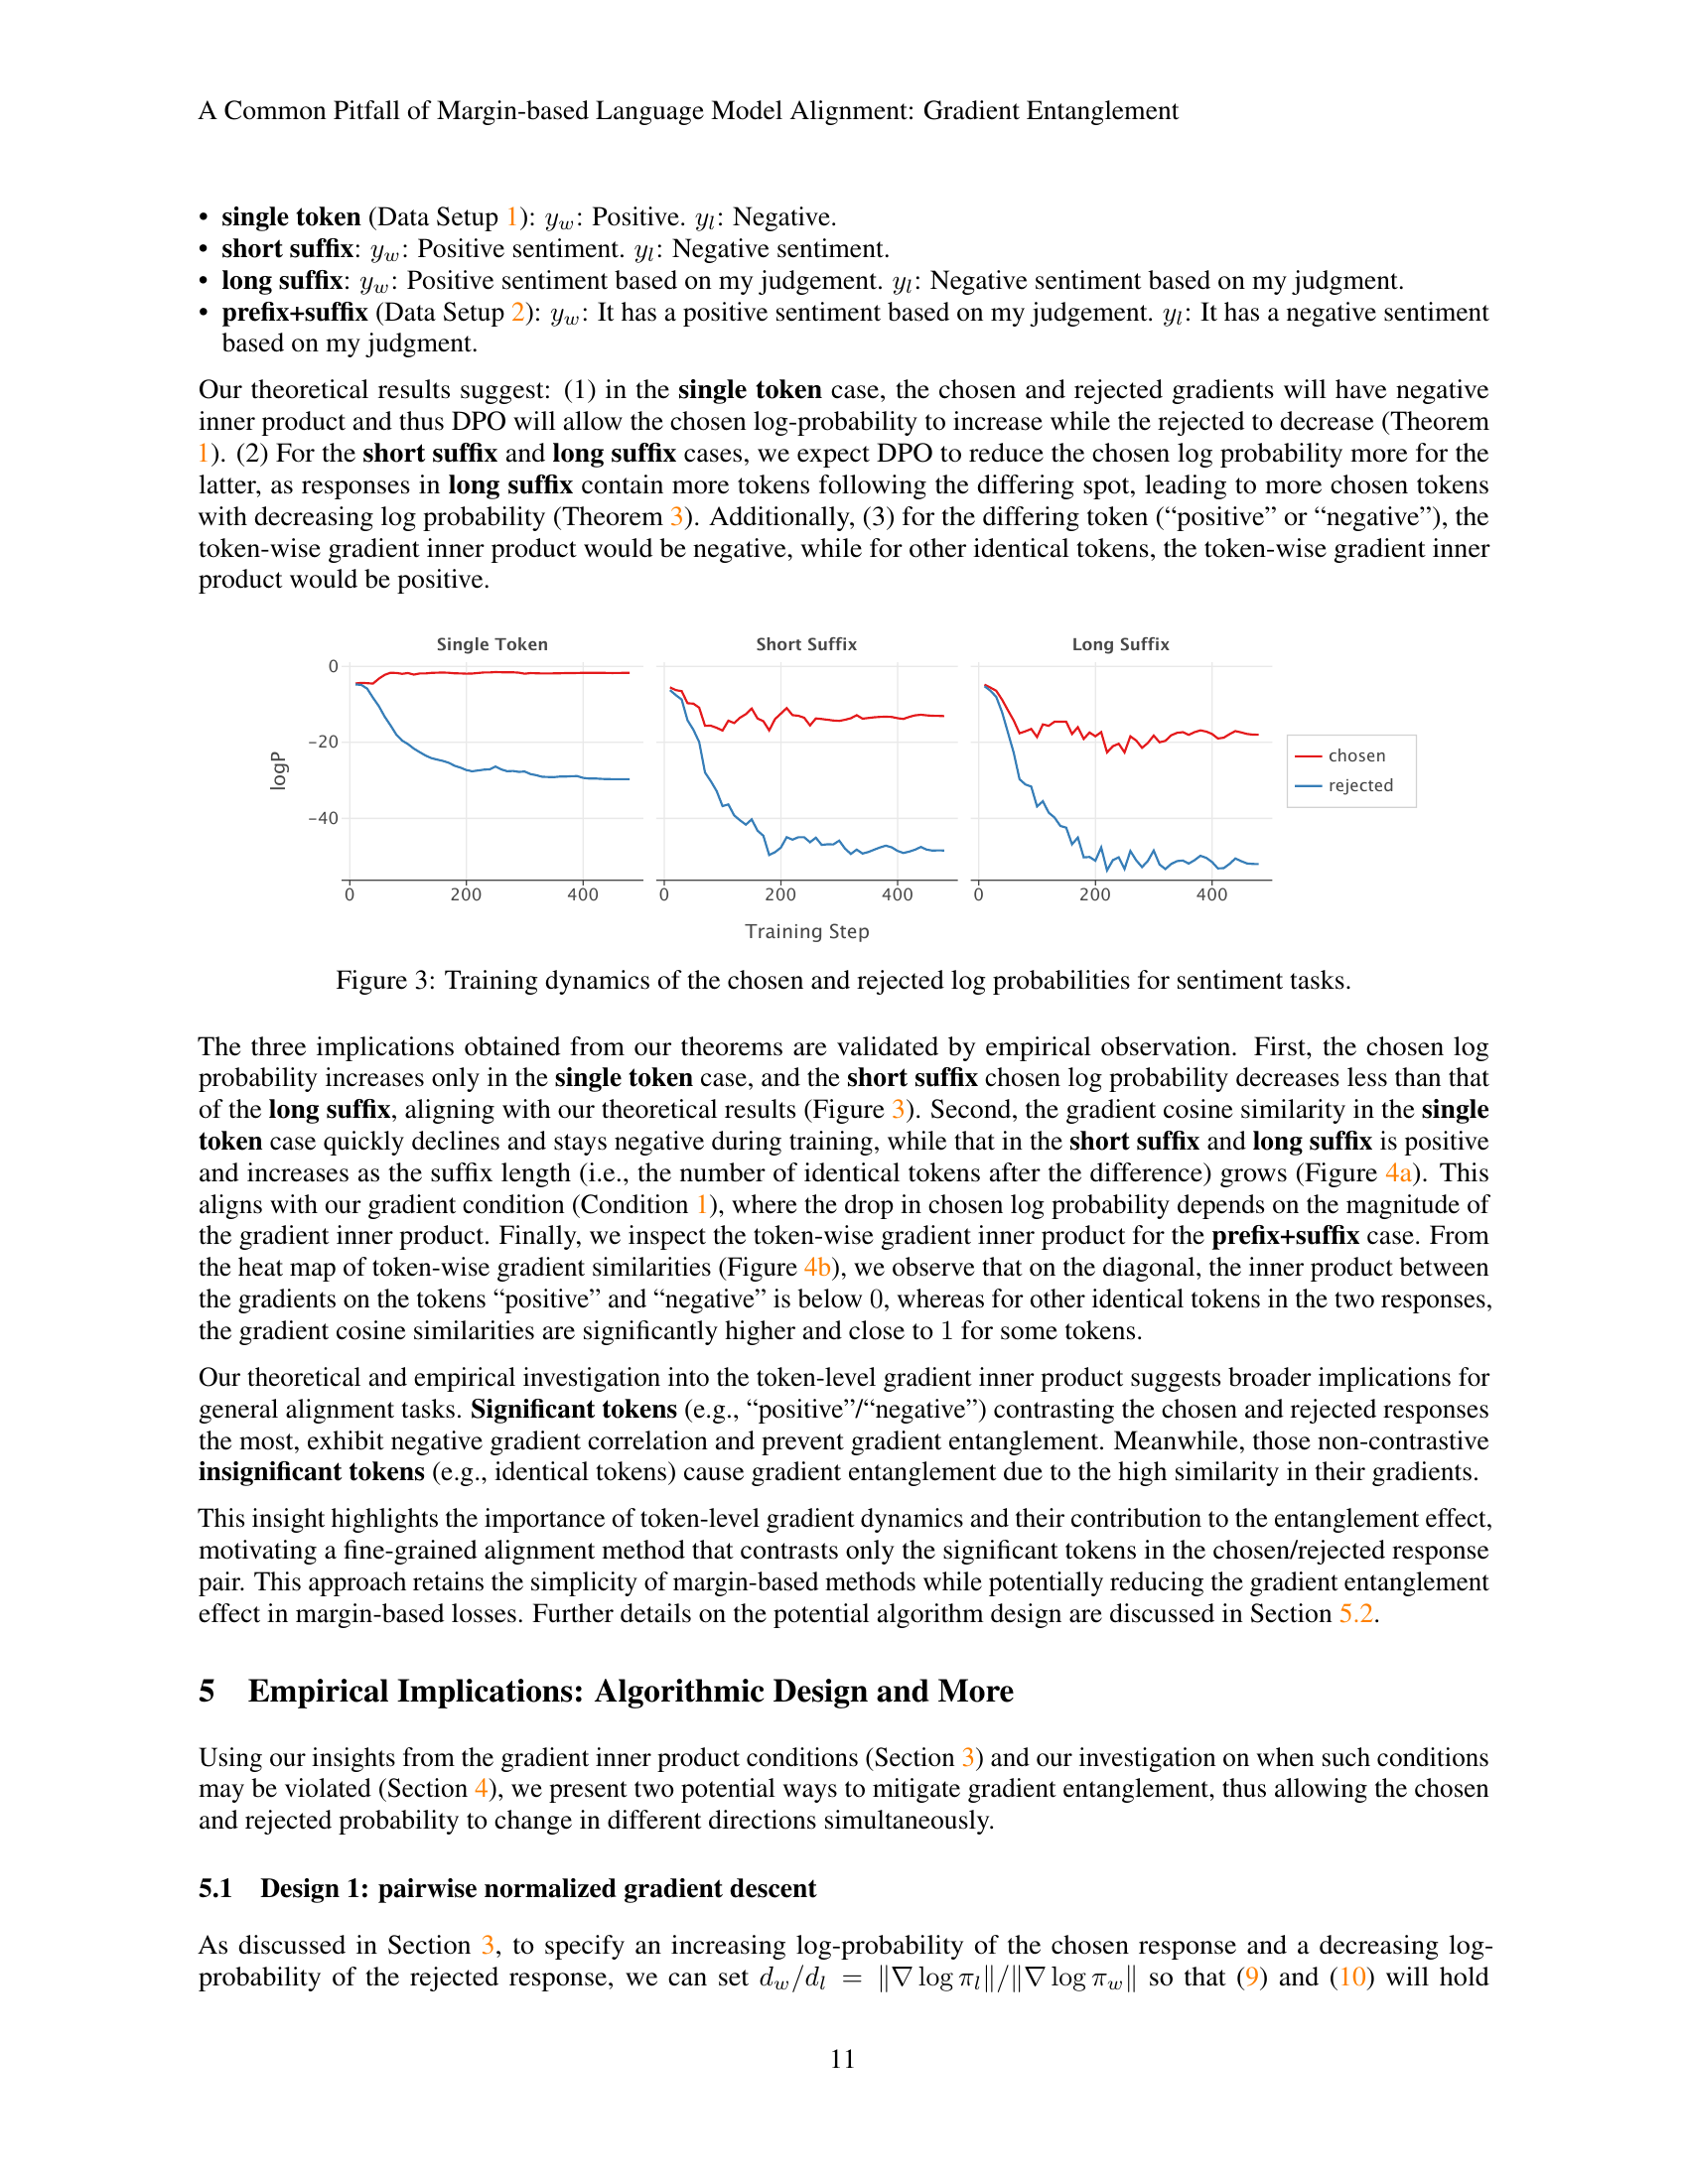 A Common Pitfall of Margin-based Language Model Alignment: Gradient Entanglement
• single token (Data Setup 1): y_w: Positive. y_l: Negative.
• short suffix: y_w: Positive sentiment. y_l: Negative sentiment.
• long suffix: y_w: Positive sentiment based on my judgement. y_l: Negative sentiment based on my judgment.
• prefix+suffix (Data Setup 2): y_w: It has a positive sentiment based on my judgement. y_l: It has a negative sentiment
based on my judgment.
Our theoretical results suggest: (1) in the single token case, the chosen and rejected gradients will have negative
inner product and thus DPO will allow the chosen log-probability to increase while the rejected to decrease (Theorem
1). (2) For the short suffix and long suffix cases, we expect DPO to reduce the chosen log probability more for the
latter, as responses in long suffix contain more tokens following the differing spot, leading to more chosen tokens
with decreasing log probability (Theorem 3). Additionally, (3) for the differing token (“positive” or “negative”), the
token-wise gradient inner product would be negative, while for other identical tokens, the token-wise gradient inner
product would be positive.
Single Token Short Suffix Long Suffix
0
−20
−40
logP
0 200 400 0 200 400 0 200 400
Training Step
chosen
rejected
Figure 3: Training dynamics of the chosen and rejected log probabilities for sentiment tasks.
The three implications obtained from our theorems are validated by empirical observation. First, the chosen log
probability increases only in the single token case, and the short suffix chosen log probability decreases less than that
of the long suffix, aligning with our theoretical results (Figure 3). Second, the gradient cosine similarity in the single
token case quickly declines and stays negative during training, while that in the short suffix and long suffix is positive
and increases as the suffix length (i.e., the number of identical tokens after the difference) grows (Figure 4a). This
aligns with our gradient condition (Condition 1), where the drop in chosen log probability depends on the magnitude of
the gradient inner product. Finally, we inspect the token-wise gradient inner product for the prefix+suffix case. From
the heat map of token-wise gradient similarities (Figure 4b), we observe that on the diagonal, the inner product between
the gradients on the tokens “positive” and “negative” is below 0, whereas for other identical tokens in the two responses,
the gradient cosine similarities are significantly higher and close to 1 for some tokens.
Our theoretical and empirical investigation into the token-level gradient inner product suggests broader implications for
general alignment tasks. Significant tokens (e.g., “positive”/“negative”) contrasting the chosen and rejected responses
the most, exhibit negative gradient correlation and prevent gradient entanglement. Meanwhile, those non-contrastive
insignificant tokens (e.g., identical tokens) cause gradient entanglement due to the high similarity in their gradients.
This insight highlights the importance of token-level gradient dynamics and their contribution to the entanglement effect,
motivating a fine-grained alignment method that contrasts only the significant tokens in the chosen/rejected response
pair. This approach retains the simplicity of margin-based methods while potentially reducing the gradient entanglement
effect in margin-based losses. Further details on the potential algorithm design are discussed in Section 5.2.
5 Empirical Implications: Algorithmic Design and More
Using our insights from the gradient inner product conditions (Section 3) and our investigation on when such conditions
may be violated (Section 4), we present two potential ways to mitigate gradient entanglement, thus allowing the chosen
and rejected probability to change in different directions simultaneously.
5.1 Design 1: pairwise normalized gradient descent
As discussed in Section 3, to specify an increasing log-probability of the chosen response and a decreasing log-
probability of the rejected response, we can set d_w/d_l = ‖∇ log π_l‖/‖∇ log π_w‖ so that (9) and (10) will hold
11